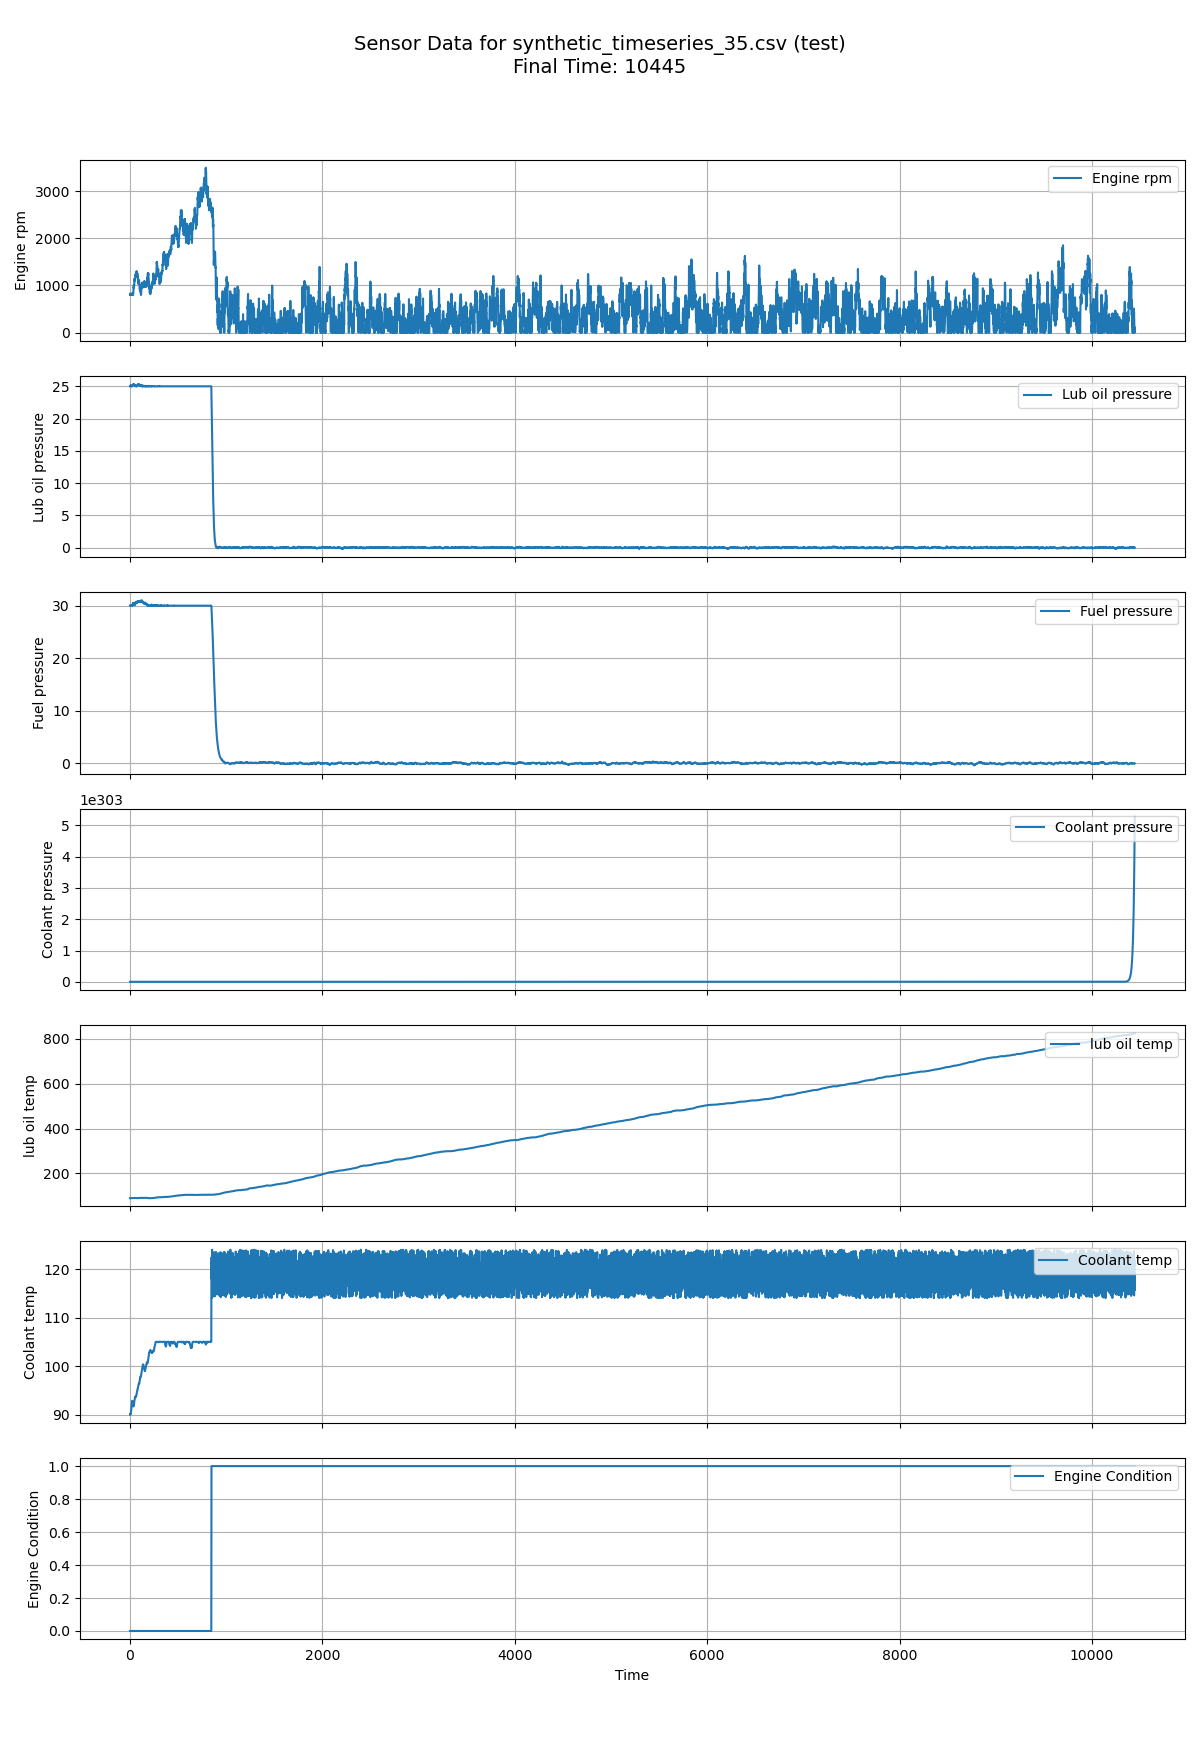 Sensor Data for synthetic_timeseries_35.csv (test)
Final Time: 10445
Engine rpm
3000
2000
1000
0
Engine rpm
Lub oil pressure
25
20
15
10
5
0
Lub oil pressure
Fuel pressure
30
20
10
0
Fuel pressure
1e303
Coolant pressure
5
4
3
2
1
0
Coolant pressure
lub oil temp
800
600
400
200
lub oil temp
Coolant temp
120
110
100
90
Coolant temp
Engine Condition
1.0
0.8
0.6
0.4
0.2
0.0
Engine Condition
0 2000 4000 6000 8000 10000
Time